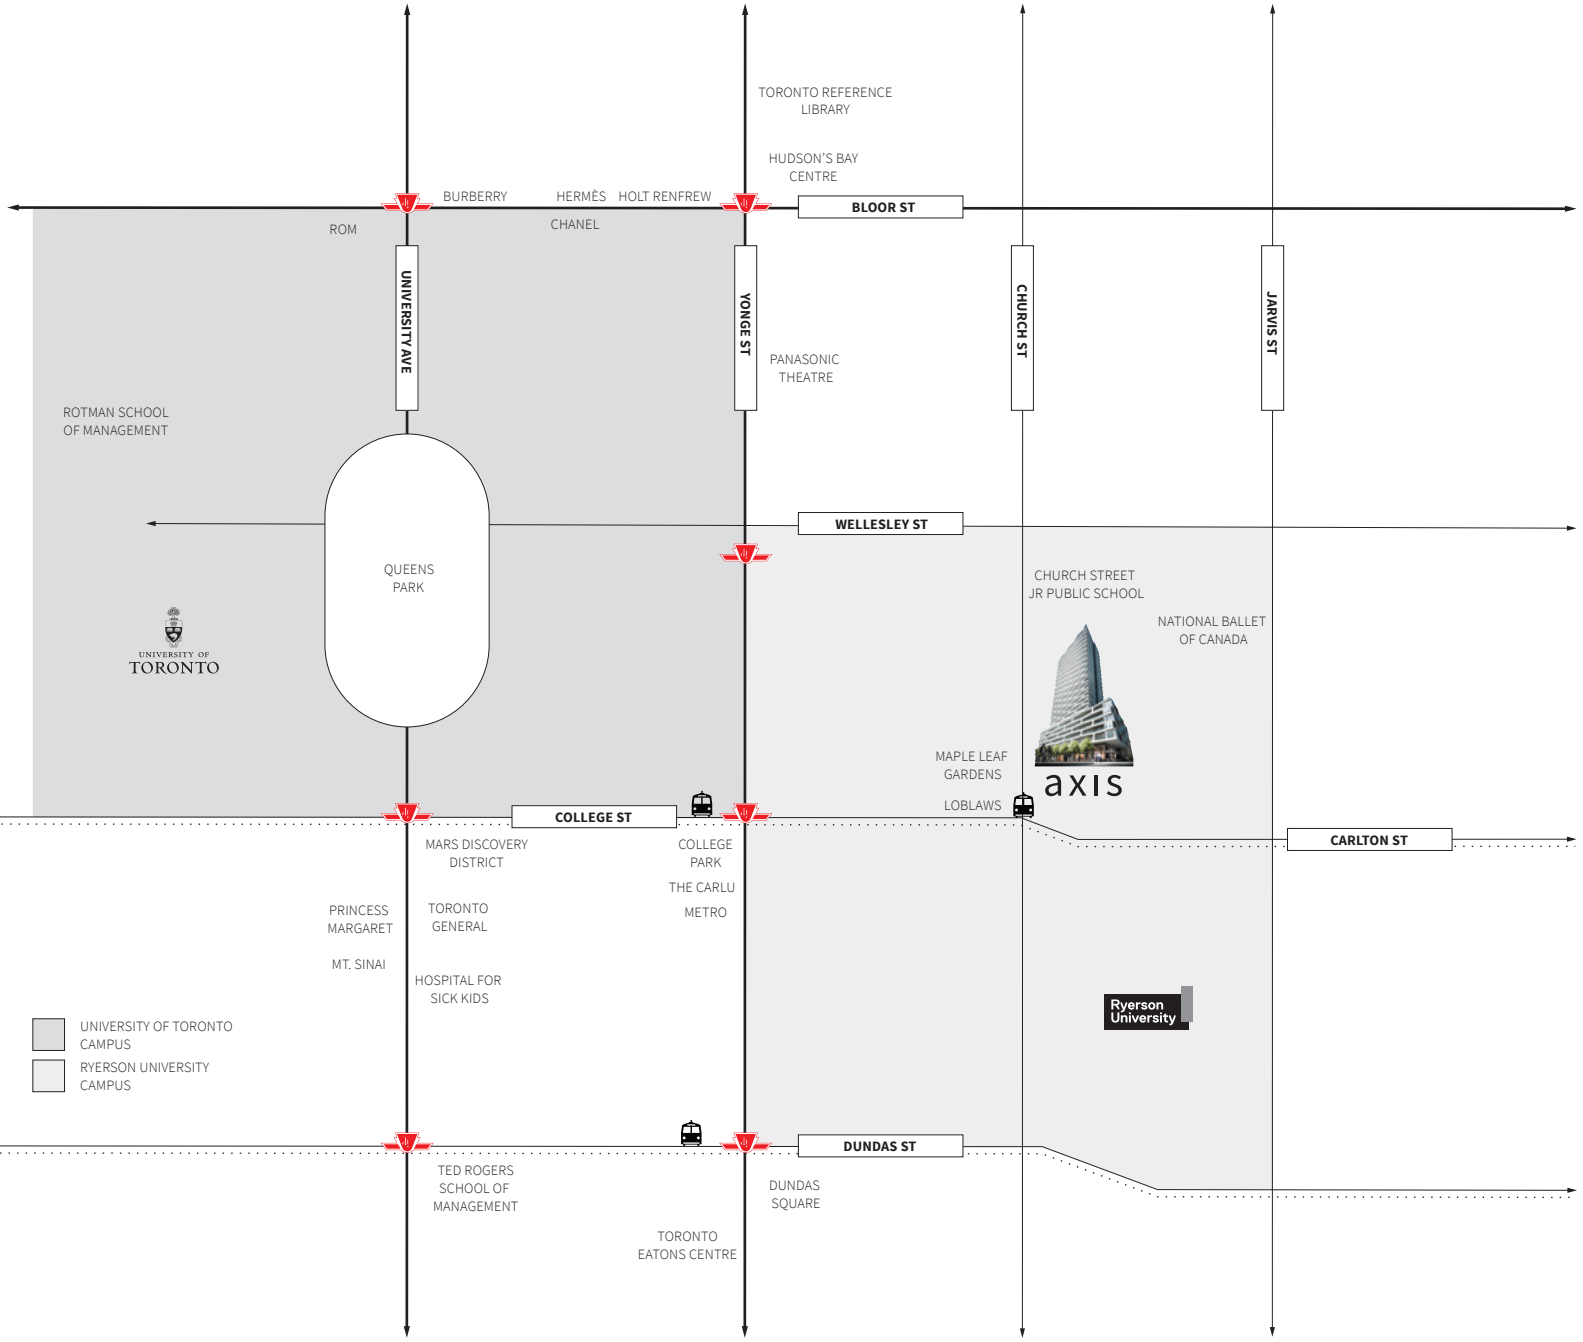 TORONTO REFERENCE
LIBRARY
HUDSON'S BAY
CENTRE
BURBERRY
HERMÈS
HOLT RENFREW
BLOOR ST
ROM
CHANEL
UNIVERSITY AVE
YONGE ST
CHURCH ST
JARVIS ST
PANASONIC
THEATRE
ROTMAN SCHOOL
OF MANAGEMENT
WELLESLEY ST
QUEENS
PARK
CHURCH STREET
JR PUBLIC SCHOOL
NATIONAL BALLET
OF CANADA
UNIVERSITY OF
TORONTO
MAPLE LEAF
GARDENS
axis
LOBLAWS
COLLEGE ST
CARLTON ST
MARS DISCOVERY
DISTRICT
COLLEGE
PARK
THE CARLU
METRO
PRINCESS
MARGARET
TORONTO
GENERAL
MT. SINAI
HOSPITAL FOR
SICK KIDS
Ryerson
University
UNIVERSITY OF TORONTO
CAMPUS
RYERSON UNIVERSITY
CAMPUS
DUNDAS ST
TED ROGERS
SCHOOL OF
MANAGEMENT
DUNDAS
SQUARE
TORONTO
EATONS CENTRE